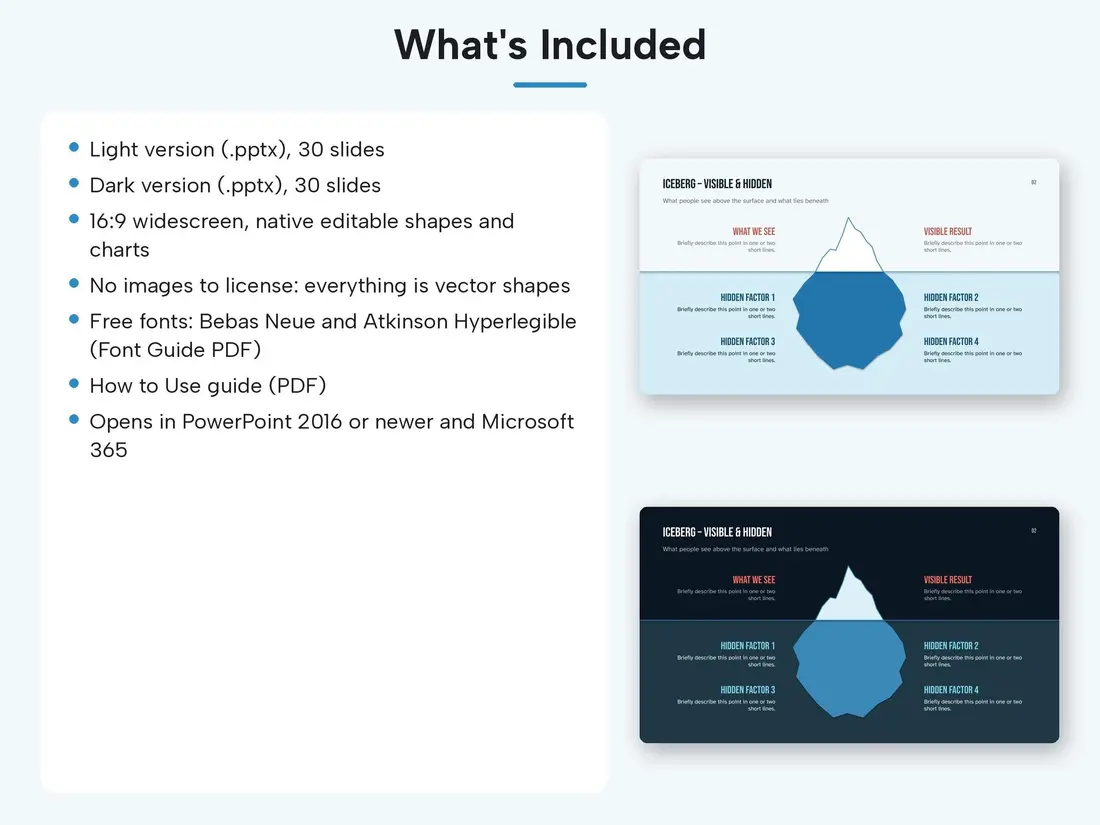 What's Included
Light version (.pptx), 30 slides
Dark version (.pptx), 30 slides
16:9 widescreen, native editable shapes and
charts
No images to license: everything is vector shapes
Free fonts: Bebas Neue and Atkinson Hyperlegible
(Font Guide PDF)
How to Use guide (PDF)
Opens in PowerPoint 2016 or newer and Microsoft
365
ICEBERG – VISIBLE & HIDDEN
02
What people see above the surface and what lies beneath
WHAT WE SEE
Briefly describe this point in one or two
short lines.
VISIBLE RESULT
Briefly describe this point in one or two
short lines.
HIDDEN FACTOR 1
Briefly describe this point in one or two
short lines.
HIDDEN FACTOR 2
Briefly describe this point in one or two
short lines.
HIDDEN FACTOR 3
Briefly describe this point in one or two
short lines.
HIDDEN FACTOR 4
Briefly describe this point in one or two
short lines.
ICEBERG – VISIBLE & HIDDEN
02
What people see above the surface and what lies beneath
WHAT WE SEE
Briefly describe this point in one or two
short lines.
VISIBLE RESULT
Briefly describe this point in one or two
short lines.
HIDDEN FACTOR 1
Briefly describe this point in one or two
short lines.
HIDDEN FACTOR 2
Briefly describe this point in one or two
short lines.
HIDDEN FACTOR 3
Briefly describe this point in one or two
short lines.
HIDDEN FACTOR 4
Briefly describe this point in one or two
short lines.